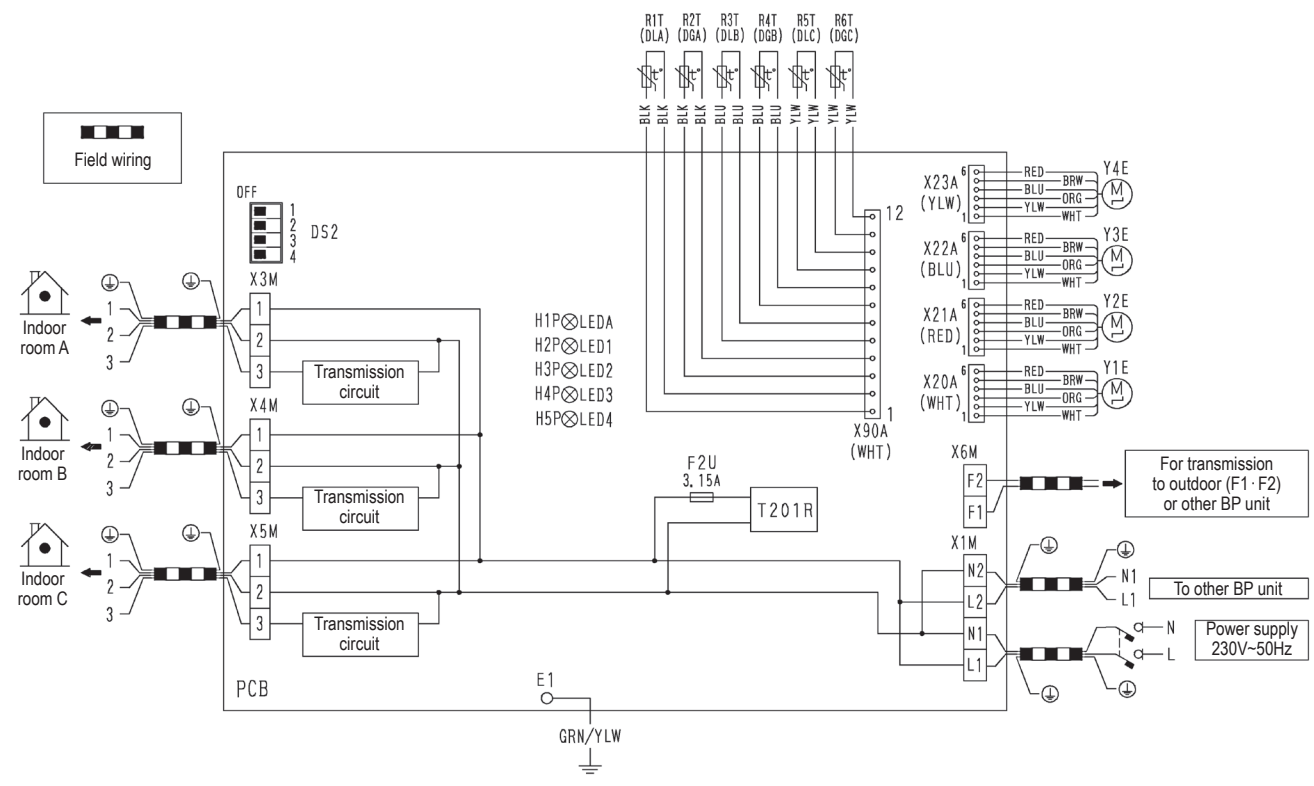 R1T R2T R3T R4T R5T R6T
(DLA) (DGA) (DLB) (DGB) (DLC) (DGC)
t° t° t° t° t° t°
BLK BLK BLK BLK BLU BLU BLU BLU YLW YLW YLW YLW
Field wiring
OFF
1
2
3
4
DS2
X3M
1
2
3
Indoor
room A
1
2
3
Transmission
circuit
X4M
1
2
3
Indoor
room B
1
2
3
Transmission
circuit
X5M
1
2
3
Indoor
room C
1
2
3
Transmission
circuit
H1P LEDA
H2P LED1
H3P LED2
H4P LED3
H5P LED4
12
1
X90A
(WHT)
F2U
3.15A
T201R
X23A
(YLW)
6
1
RED
BRW
BLU
ORG
YLW
WHT
Y4E
M
X22A
(BLU)
6
1
RED
BRW
BLU
ORG
YLW
WHT
Y3E
M
X21A
(RED)
6
1
RED
BRW
BLU
ORG
YLW
WHT
Y2E
M
X20A
(WHT)
6
1
RED
BRW
BLU
ORG
YLW
WHT
Y1E
M
X6M
F2
F1
For transmission
to outdoor (F1·F2)
or other BP unit
X1M
N2
L2
N1
L1
N1
L1
To other BP unit
N
L
Power supply
230V~50Hz
PCB
E1
GRN/YLW